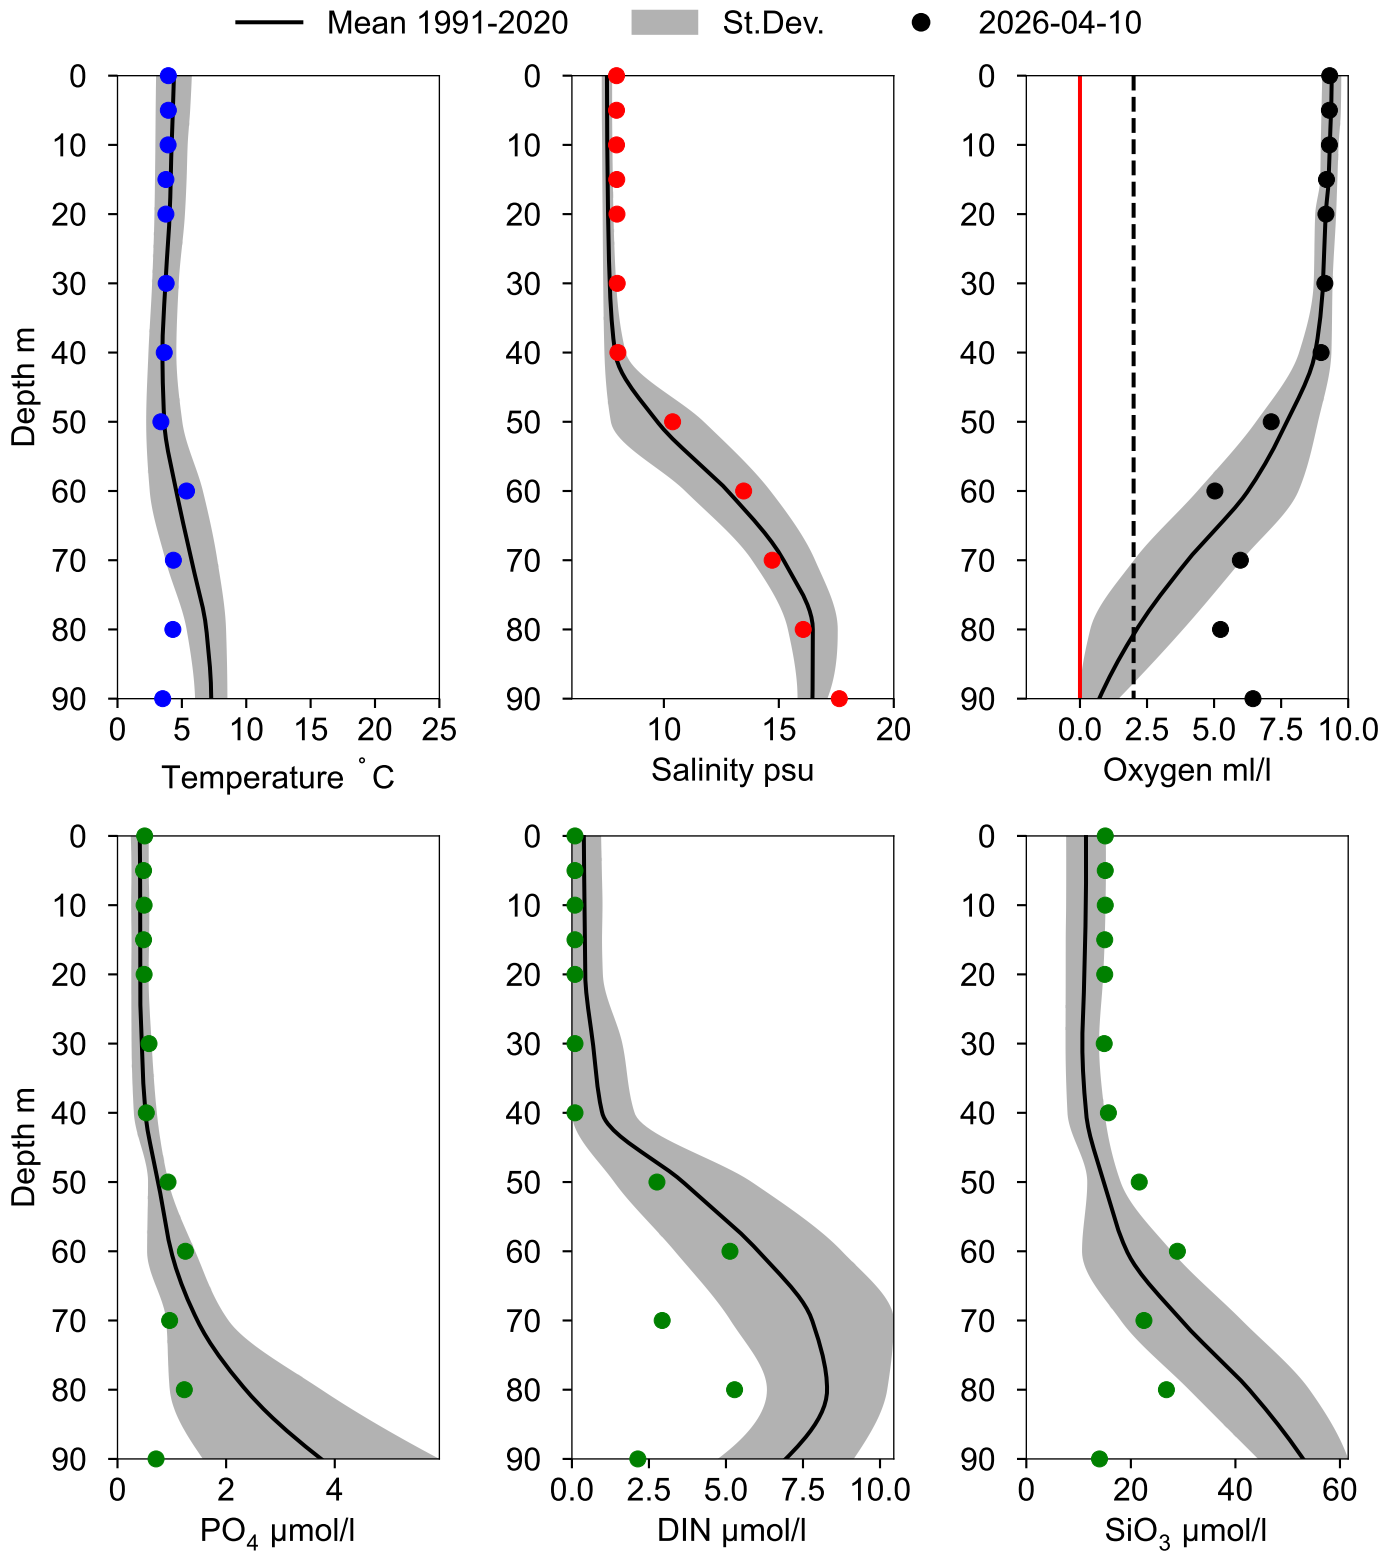 Mean 1991-2020 St.Dev. 2026-04-10
0 0 0
10 10 10
20 20 20
30 30 30
40 40 40
50 50 50
60 60 60
70 70 70
80 80 80
90 90 90
Depth m
0 5 10 15 20 25 10 15 20 0.0 2.5 5.0 7.5 10.0
Temperature °C Salinity psu Oxygen ml/l
0 0 0
10 10 10
20 20 20
30 30 30
40 40 40
50 50 50
60 60 60
70 70 70
80 80 80
90 90 90
Depth m
0 2 4 0.0 2.5 5.0 7.5 10.0 0 20 40 60
PO₄ µmol/l DIN µmol/l SiO₃ µmol/l